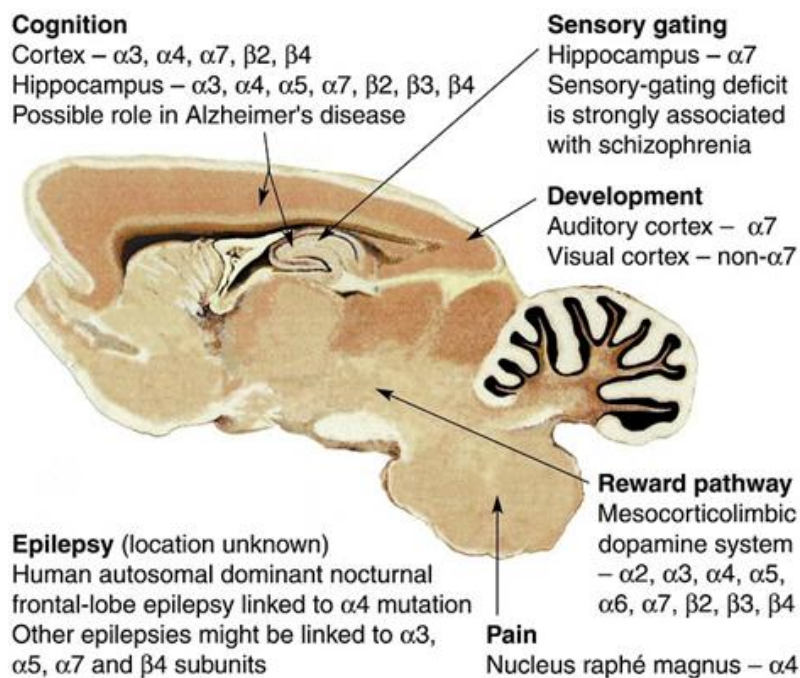 Cognition
Cortex – α3, α4, α7, β2, β4
Hippocampus – α3, α4, α5, α7, β2, β3, β4
Possible role in Alzheimer's disease
Sensory gating
Hippocampus – α7
Sensory-gating deficit
is strongly associated
with schizophrenia
Development
Auditory cortex – α7
Visual cortex – non-α7
Reward pathway
Mesocorticolimbic
dopamine system
– α2, α3, α4, α5,
α6, α7, β2, β3, β4
Epilepsy (location unknown)
Human autosomal dominant nocturnal
frontal-lobe epilepsy linked to α4 mutation
Other epilepsies might be linked to α3,
α5, α7 and β4 subunits
Pain
Nucleus raphé magnus – α4